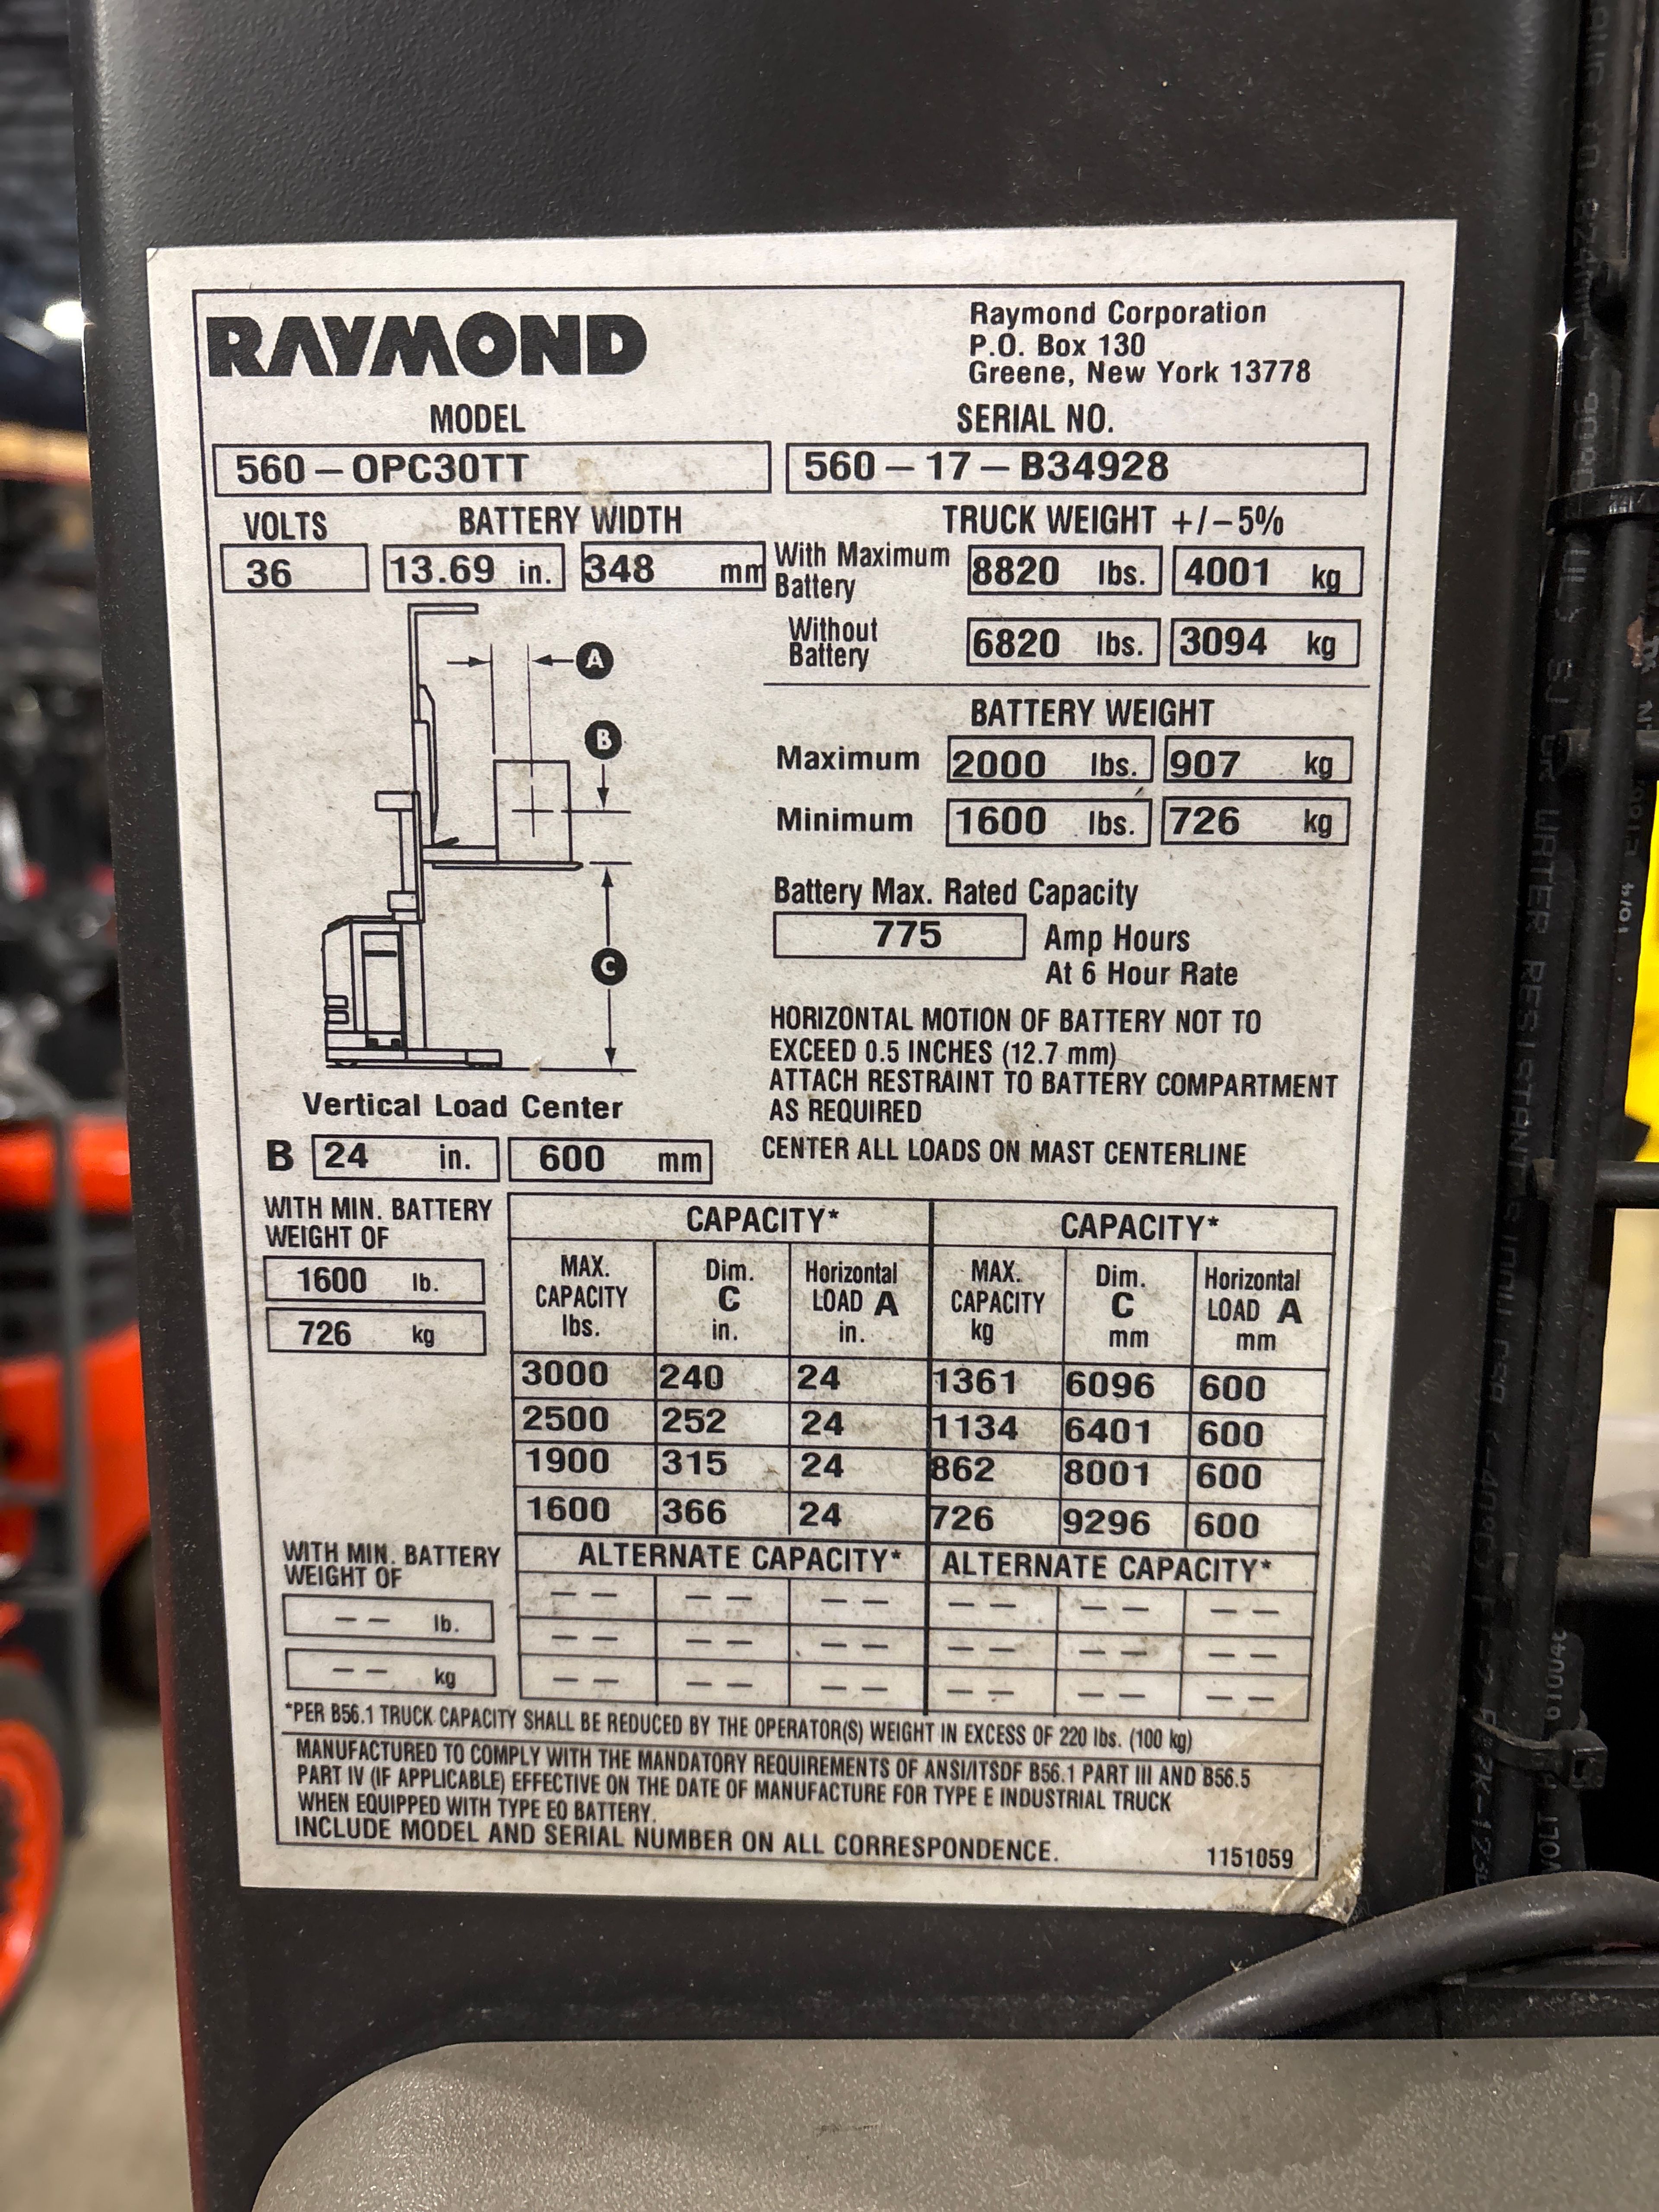 RAYMOND
Raymond Corporation
P.O. Box 130
Greene, New York 13778
MODEL
SERIAL NO.
560-OPC30TT
560-17-B34928
VOLTS
BATTERY WIDTH
TRUCK WEIGHT +/-5%
36
13.69 in.
348 mm
With Maximum
Battery
8820 lbs.
4001 kg
Without
Battery
6820 lbs.
3094 kg
A
B
C
BATTERY WEIGHT
Maximum
2000 lbs.
907 kg
Minimum
1600 lbs.
726 kg
Battery Max. Rated Capacity
775
Amp Hours
At 6 Hour Rate
HORIZONTAL MOTION OF BATTERY NOT TO
EXCEED 0.5 INCHES (12.7 mm)
ATTACH RESTRAINT TO BATTERY COMPARTMENT
AS REQUIRED
CENTER ALL LOADS ON MAST CENTERLINE
Vertical Load Center
B 24 in. 600 mm
WITH MIN. BATTERY
WEIGHT OF
1600 lb.
726 kg
CAPACITY* CAPACITY*
MAX. CAPACITY lbs. Dim. C in. Horizontal LOAD A in. MAX. CAPACITY kg Dim. C mm Horizontal LOAD A mm
3000 240 24 1361 6096 600
2500 252 24 1134 6401 600
1900 315 24 862 8001 600
1600 366 24 726 9296 600
WITH MIN. BATTERY
WEIGHT OF
-- lb.
-- kg
ALTERNATE CAPACITY* ALTERNATE CAPACITY*
-- -- -- -- -- --
-- -- -- -- -- --
-- -- -- -- -- --
*PER B56.1 TRUCK CAPACITY SHALL BE REDUCED BY THE OPERATOR(S) WEIGHT IN EXCESS OF 220 lbs. (100 kg)
MANUFACTURED TO COMPLY WITH THE MANDATORY REQUIREMENTS OF ANSI/ITSDF B56.1 PART III AND B56.5
PART IV (IF APPLICABLE) EFFECTIVE ON THE DATE OF MANUFACTURE FOR TYPE E INDUSTRIAL TRUCK
WHEN EQUIPPED WITH TYPE EO BATTERY.
INCLUDE MODEL AND SERIAL NUMBER ON ALL CORRESPONDENCE.
1151059
WATER RESISTANT
VOLT